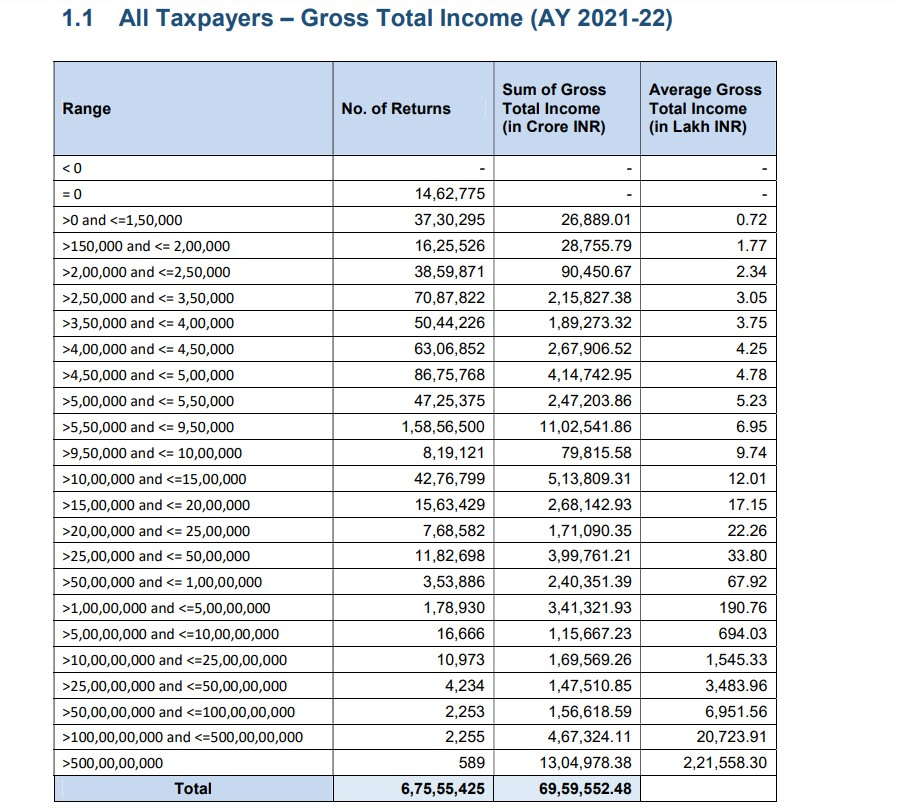 1.1 All Taxpayers – Gross Total Income (AY 2021-22)
Range No. of Returns Sum of Gross Total Income (in Crore INR) Average Gross Total Income (in Lakh INR)
< 0 - - -
= 0 14,62,775 - -
>0 and <=1,50,000 37,30,295 26,889.01 0.72
>150,000 and <= 2,00,000 16,25,526 28,755.79 1.77
>2,00,000 and <=2,50,000 38,59,871 90,450.67 2.34
>2,50,000 and <= 3,50,000 70,87,822 2,15,827.38 3.05
>3,50,000 and <= 4,00,000 50,44,226 1,89,273.32 3.75
>4,00,000 and <= 4,50,000 63,06,852 2,67,906.52 4.25
>4,50,000 and <= 5,00,000 86,75,768 4,14,742.95 4.78
>5,00,000 and <= 5,50,000 47,25,375 2,47,203.86 5.23
>5,50,000 and <= 9,50,000 1,58,56,500 11,02,541.86 6.95
>9,50,000 and <= 10,00,000 8,19,121 79,815.58 9.74
>10,00,000 and <=15,00,000 42,76,799 5,13,809.31 12.01
>15,00,000 and <= 20,00,000 15,63,429 2,68,142.93 17.15
>20,00,000 and <= 25,00,000 7,68,582 1,71,090.35 22.26
>25,00,000 and <= 50,00,000 11,82,698 3,99,761.21 33.80
>50,00,000 and <= 1,00,00,000 3,53,886 2,40,351.39 67.92
>1,00,00,000 and <=5,00,00,000 1,78,930 3,41,321.93 190.76
>5,00,00,000 and <=10,00,00,000 16,666 1,15,667.23 694.03
>10,00,00,000 and <=25,00,00,000 10,973 1,69,569.26 1,545.33
>25,00,00,000 and <=50,00,00,000 4,234 1,47,510.85 3,483.96
>50,00,00,000 and <=100,00,00,000 2,253 1,56,618.59 6,951.56
>100,00,00,000 and <=500,00,00,000 2,255 4,67,324.11 20,723.91
>500,00,00,000 589 13,04,978.38 2,21,558.30
Total 6,75,55,425 69,59,552.48